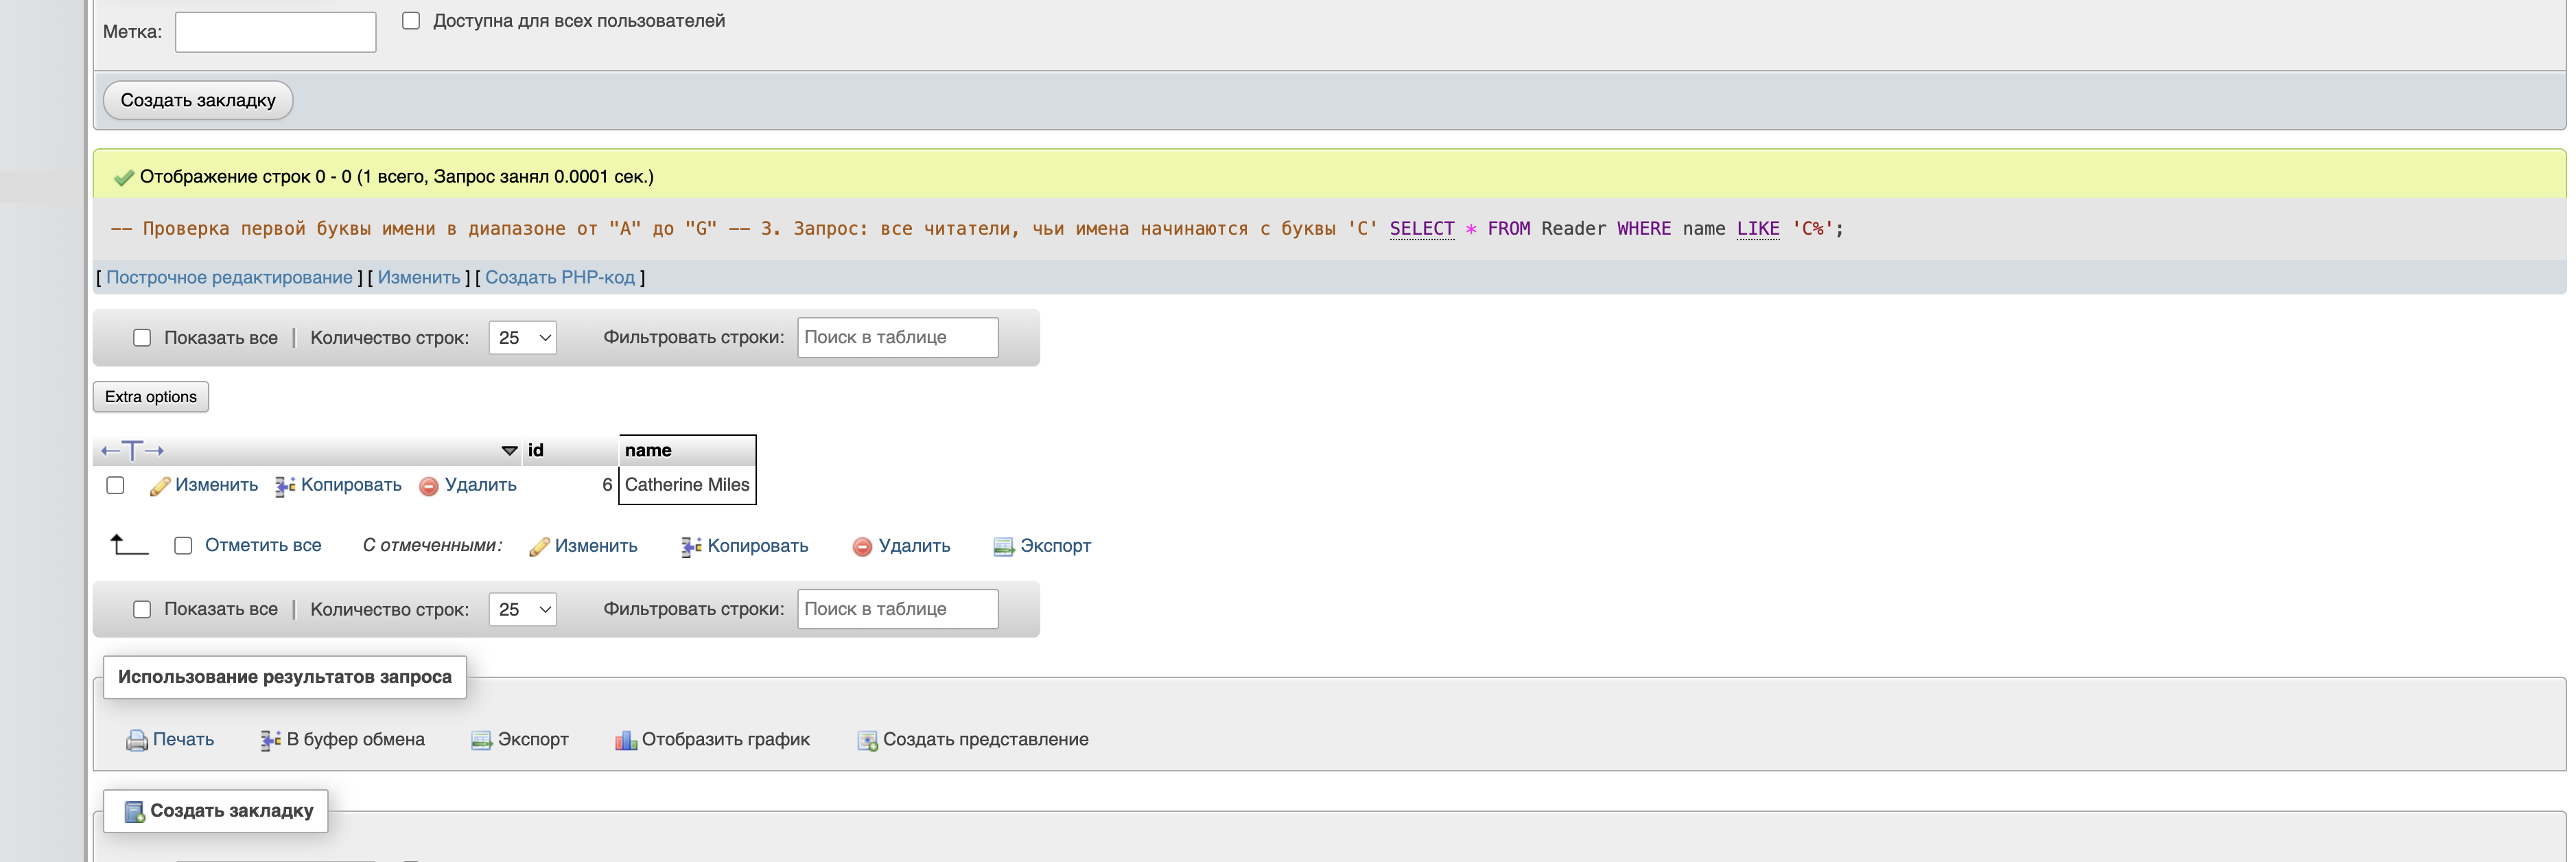 Метка:
Доступна для всех пользователей
Создать закладку
Отображение строк 0 - 0 (1 всего, Запрос занял 0.0001 сек.)
-- Проверка первой буквы имени в диапазоне от "A" до "G" -- 3. Запрос: все читатели, чьи имена начинаются с буквы 'C' SELECT * FROM Reader WHERE name LIKE 'C%';
[ Построчное редактирование ] [ Изменить ] [ Создать PHP-код ]
Показать все | Количество строк: 25 Фильтровать строки: Поиск в таблице
Extra options
←T→ id name
Изменить Копировать Удалить 6 Catherine Miles
Отметить все С отмеченными: Изменить Копировать Удалить Экспорт
Показать все | Количество строк: 25 Фильтровать строки: Поиск в таблице
Использование результатов запроса
Печать В буфер обмена Экспорт Отобразить график Создать представление
Создать закладку